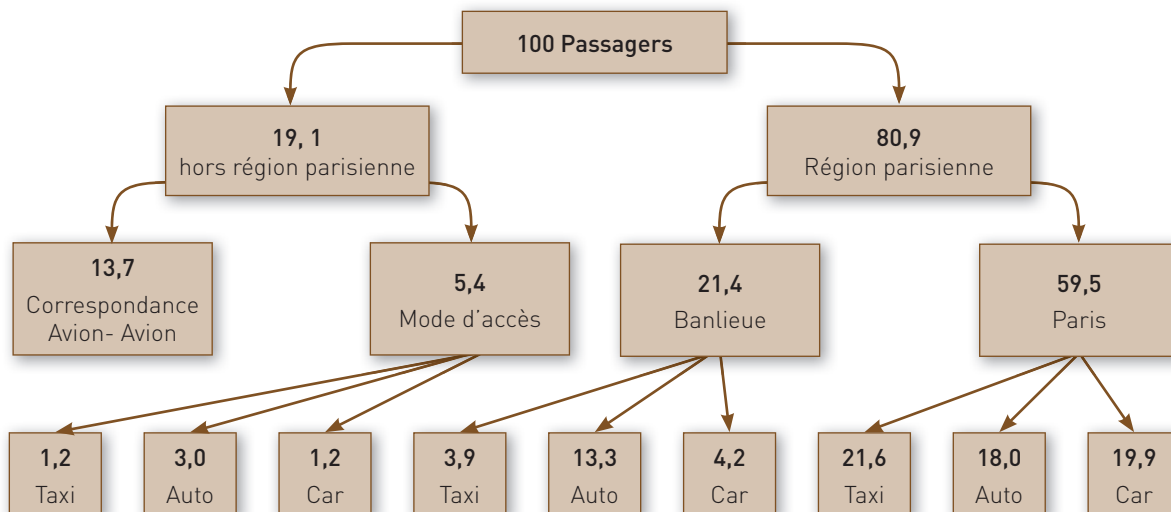 100 Passagers
19, 1
hors région parisienne
80,9
Région parisienne
13,7
Correspondance
Avion- Avion
5,4
Mode d'accès
21,4
Banlieue
59,5
Paris
1,2
Taxi
3,0
Auto
1,2
Car
3,9
Taxi
13,3
Auto
4,2
Car
21,6
Taxi
18,0
Auto
19,9
Car